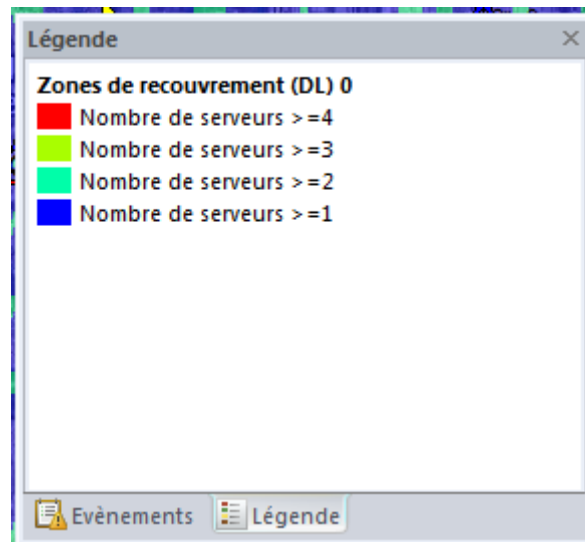 Légende
Zones de recouvrement (DL) 0
Nombre de serveurs >=4
Nombre de serveurs >=3
Nombre de serveurs >=2
Nombre de serveurs >=1
Evènements Légende